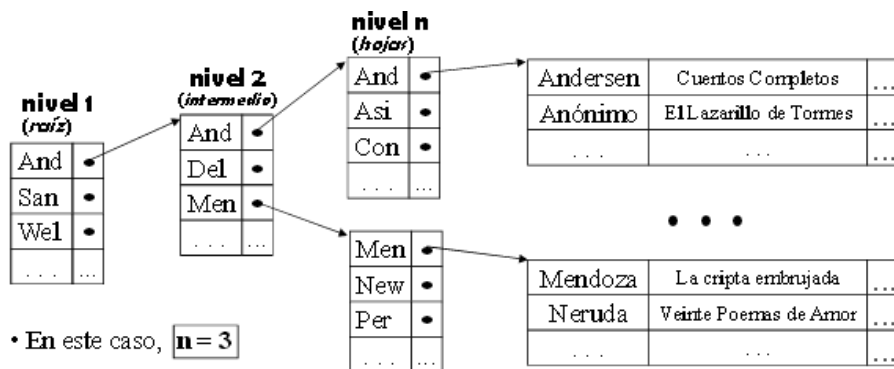 nivel 1
(raíz)
And
San
Wel
. . . ...
nivel 2
(intermedio)
And
Del
Men
. . . ...
nivel n
(hojas)
And
Asi
Con
. . . ...
Men
New
Per
. . . ...
Andersen Cuentos Completos ...
Anónimo El Lazarillo de Tormes ...
. . . . . . ...
• • •
Mendoza La cripta embrujada ...
Neruda Veinte Poemas de Amor ...
. . . . . . ...
• En este caso, n = 3